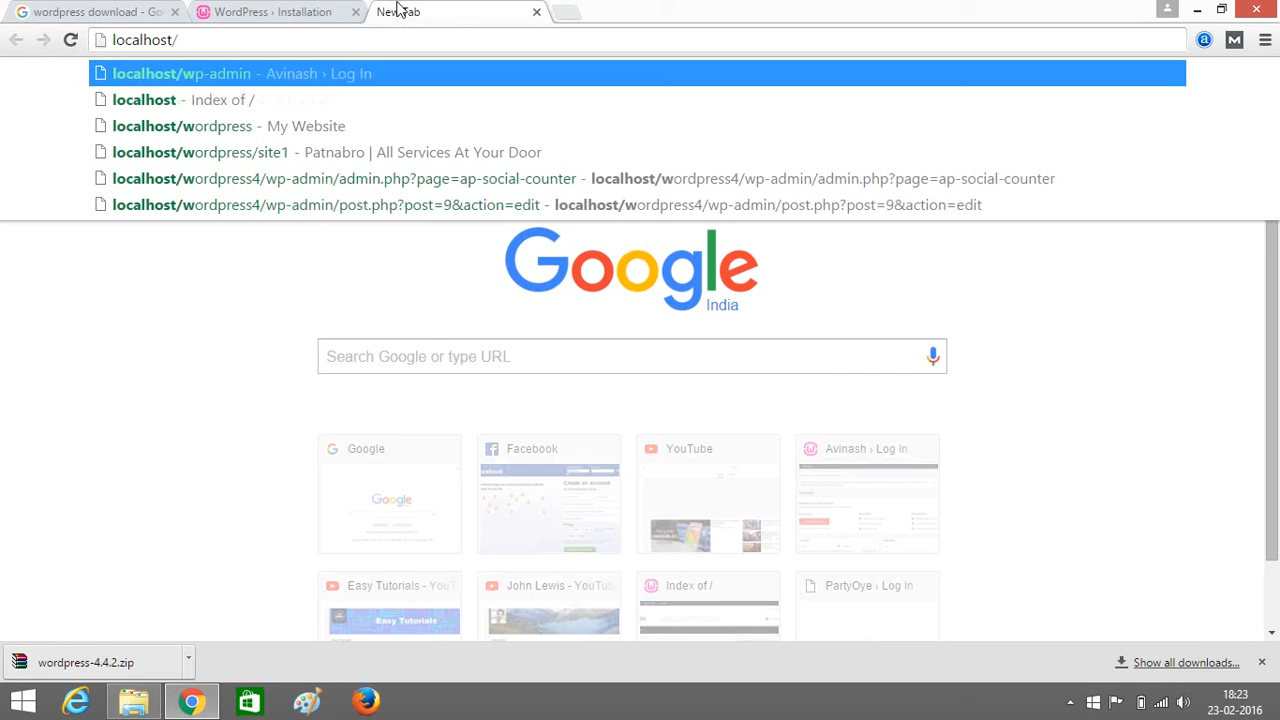 wordpress download - Go
WordPress › Installation
New Tab
localhost/
localhost/wp-admin - Avinash › Log In
localhost - Index of /
localhost/wordpress - My Website
localhost/wordpress/site1 - Patnabro | All Services At Your Door
localhost/wordpress4/wp-admin/admin.php?page=ap-social-counter - localhost/wordpress4/wp-admin/admin.php?page=ap-social-counter
localhost/wordpress4/wp-admin/post.php?post=9&action=edit - localhost/wordpress4/wp-admin/post.php?post=9&action=edit
Google
India
Search Google or type URL
Google
Facebook
YouTube
Avinash › Log In
Easy Tutorials - YouT
John Lewis - YouTub
Index of /
PartyOye › Log In
Easy Tutorials
wordpress-4.4.2.zip
Show all downloads...
18:23
23-02-2016